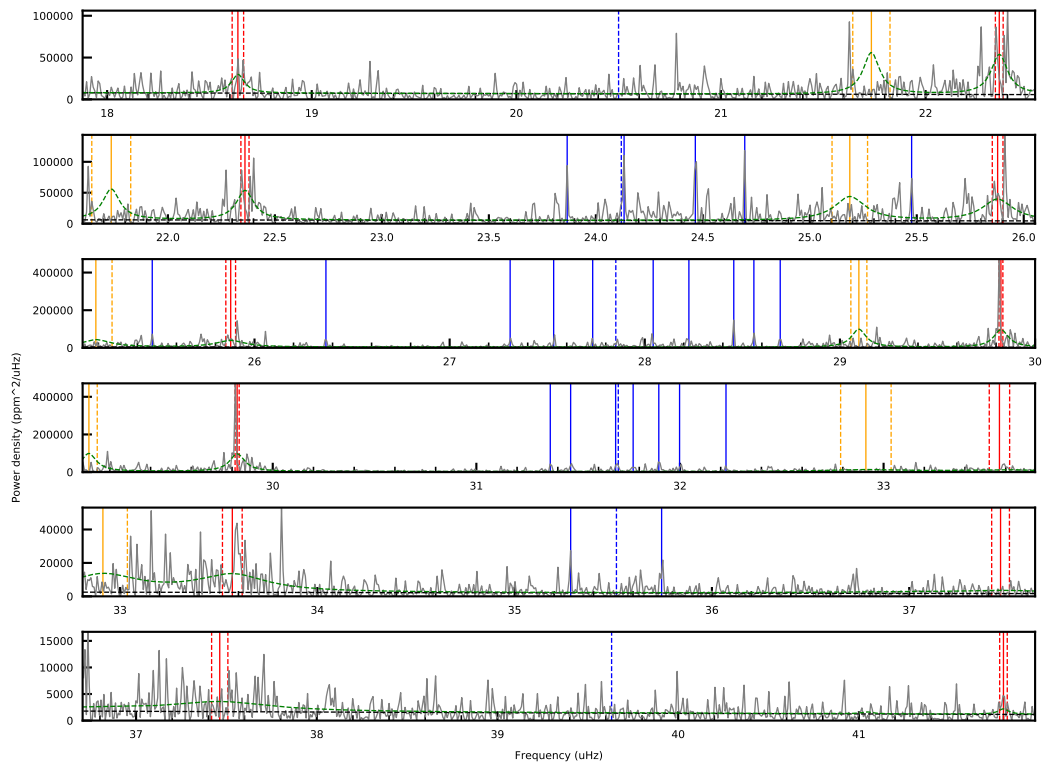 100000
50000
0
18 19 20 21 22
100000
50000
0
22.0 22.5 23.0 23.5 24.0 24.5 25.0 25.5 26.0
400000
200000
0
26 27 28 29 30
Power density (ppm^2/uHz)
400000
200000
0
30 31 32 33
40000
20000
0
33 34 35 36 37
15000
10000
5000
0
37 38 39 40 41
Frequency (uHz)